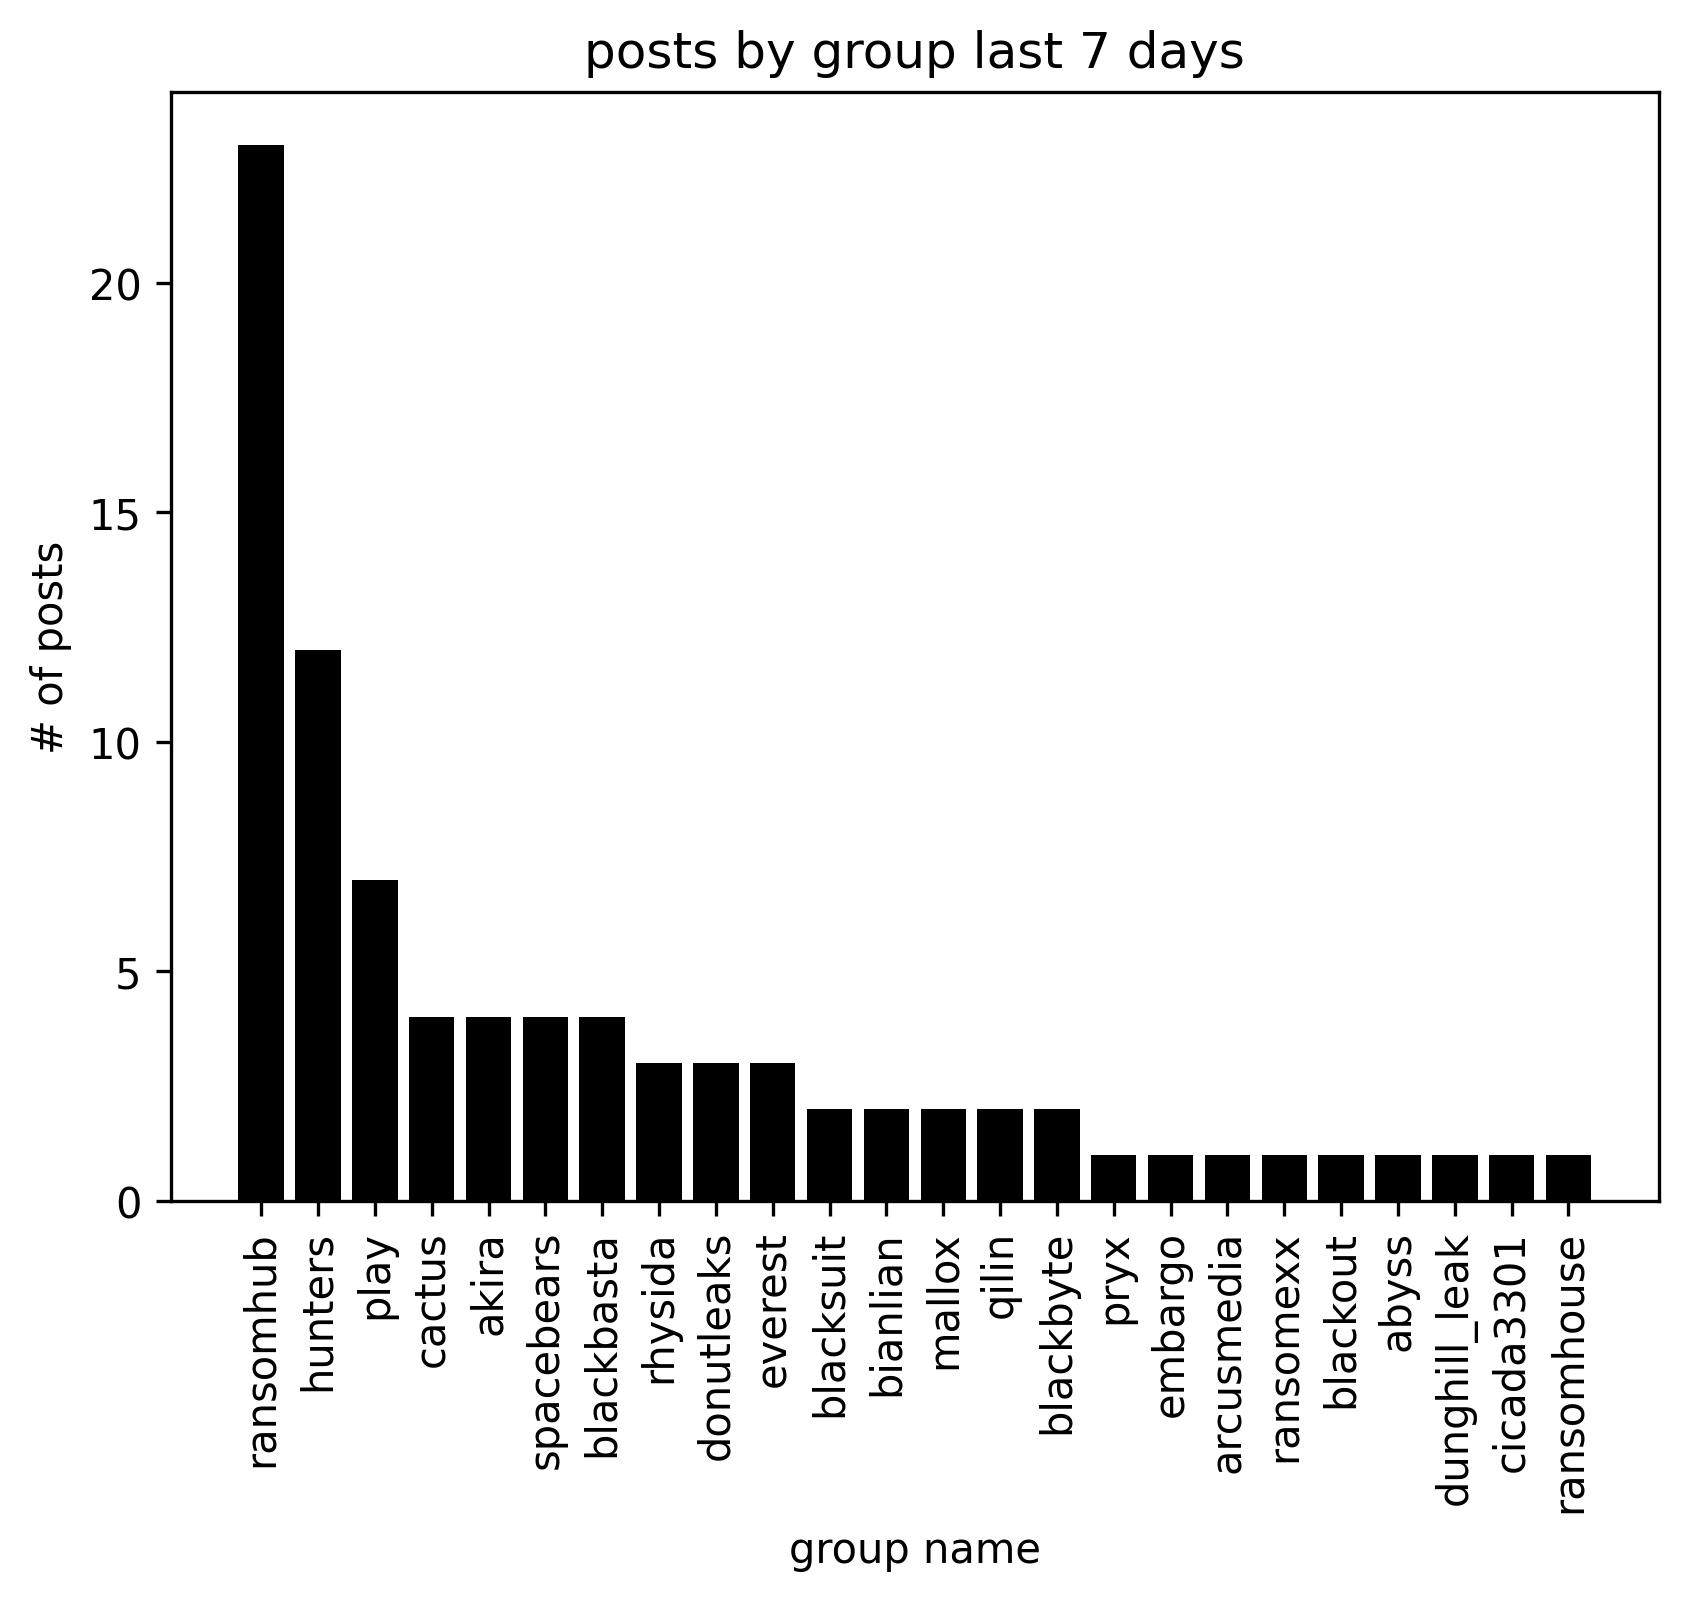 posts by group last 7 days
# of posts
20
15
10
5
0
ransomhub
hunters
play
cactus
akira
spacebears
blackbasta
rhysida
donutleaks
everest
blacksuit
bianlian
mallox
qilin
blackbyte
pryx
embargo
arcusmedia
ransomexx
blackout
abyss
dunghill_leak
cicada3301
ransomhouse
group name